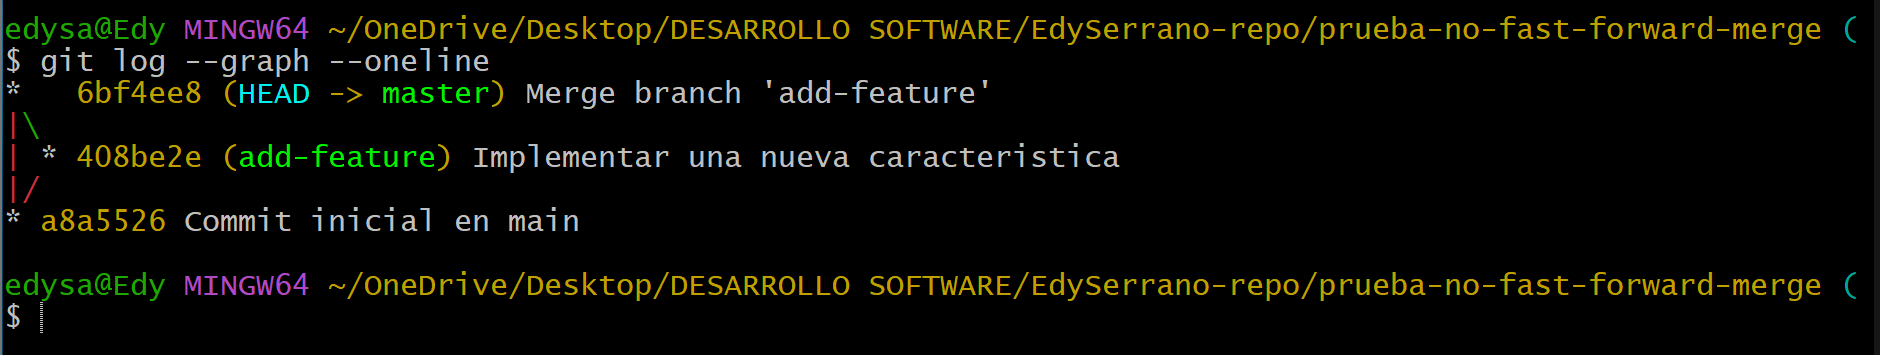 edysa@Edy MINGW64 ~/OneDrive/Desktop/DESARROLLO SOFTWARE/EdySerrano-repo/prueba-no-fast-forward-merge (
$ git log --graph --oneline
*   6bf4ee8 (HEAD -> master) Merge branch 'add-feature'
|\
| * 408be2e (add-feature) Implementar una nueva caracteristica
|/
* a8a5526 Commit inicial en main
edysa@Edy MINGW64 ~/OneDrive/Desktop/DESARROLLO SOFTWARE/EdySerrano-repo/prueba-no-fast-forward-merge (
$